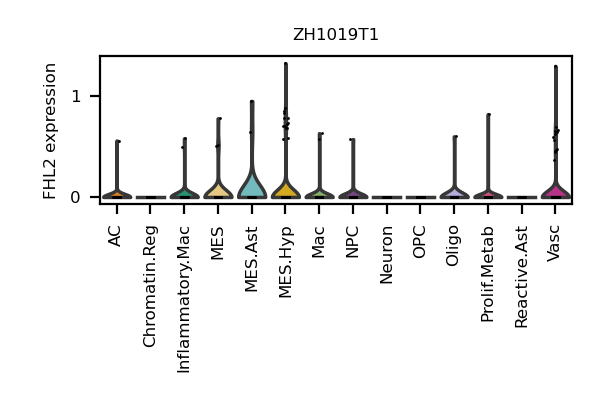 ZH1019T1
FHL2 expression
1
0
AC
Chromatin.Reg
Inflammatory.Mac
MES
MES.Ast
MES.Hyp
Mac
NPC
Neuron
OPC
Oligo
Prolif.Metab
Reactive.Ast
Vasc